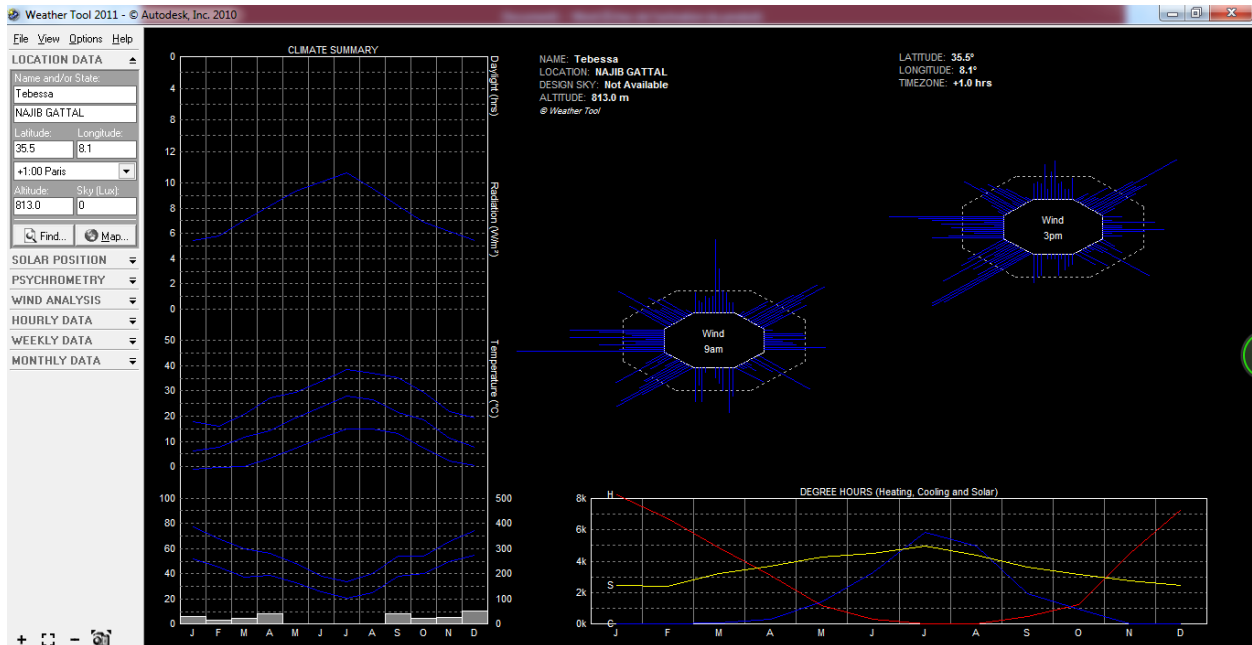 Weather Tool 2011 - © Autodesk, Inc. 2010
File View Options Help
LOCATION DATA
Name and/or State:
Tebessa
NAJIB GATTAL
Latitude: Longitude:
35.5 8.1
+1:00 Paris
Altitude: Sky (Lux):
813.0 0
Find... Map...
SOLAR POSITION
PSYCHROMETRY
WIND ANALYSIS
HOURLY DATA
WEEKLY DATA
MONTHLY DATA
CLIMATE SUMMARY
0
4
8
12
Daylight (hrs)
10
8
6
4
2
0
Radiation (W/m²)
50
40
30
20
10
0
Temperature (°C)
100
80
60
40
20
0
500
400
300
200
100
0
J F M A M J J A S O N D
NAME: Tebessa
LOCATION: NAJIB GATTAL
DESIGN SKY: Not Available
ALTITUDE: 813.0 m
© Weather Tool
LATITUDE: 35.5°
LONGITUDE: 8.1°
TIMEZONE: +1.0 hrs
Wind
3pm
Wind
9am
DEGREE HOURS (Heating, Cooling and Solar)
8k
6k
4k
2k
0k
H
S
C
J F M A M J J A S O N D